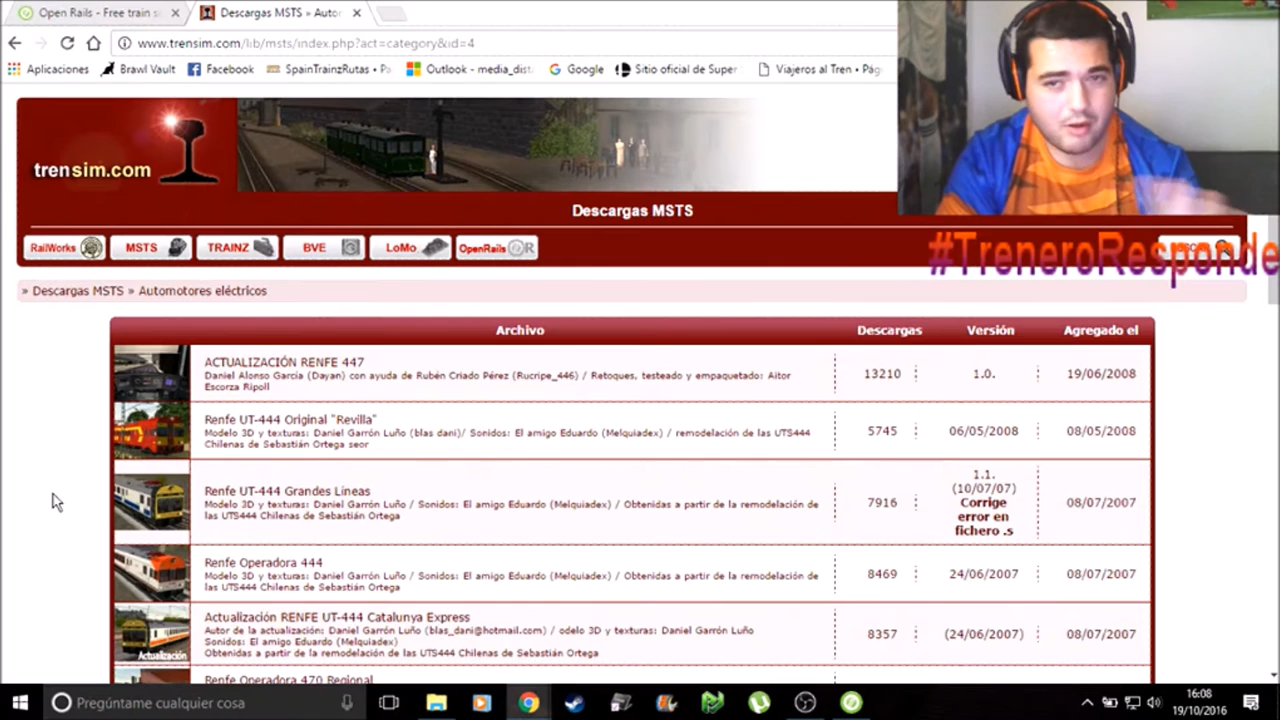 Open Rails - Free train si
Descargas MSTS » Autor
www.trensim.com/lib/msts/index.php?act=category&id=4
Aplicaciones
Brawl Vault
Facebook
SpainTrainzRutas • Pa
Outlook - media_dist
Google
Sitio oficial de Super
Viajeros al Tren • Pág
trensim.com
Descargas MSTS
RailWorks
MSTS
TRAINZ
BVE
LoMo
OpenRails
#TreneroResponde
» Descargas MSTS » Automotores eléctricos
Archivo Descargas Versión Agregado el
ACTUALIZACIÓN RENFE 447
Daniel Alonso García (Dayan) con ayuda de Rubén Criado Pérez (Rucripe_446) / Retoques, testeado y empaquetado: Aitor
Escorza Ripoll
13210
1.0.
19/06/2008
Renfe UT-444 Original "Revilla"
Modelo 3D y texturas: Daniel Garrón Luño (blas dani)/ Sonidos: El amigo Eduardo (Melquiadex) / remodelación de las UTS444
Chilenas de Sebastián Ortega seor
5745
06/05/2008
08/05/2008
Renfe UT-444 Grandes Líneas
Modelo 3D y texturas: Daniel Garrón Luño / Sonidos: El amigo Eduardo (Melquiadex) / Obtenidas a partir de la remodelación de
las UTS444 Chilenas de Sebastián Ortega
7916
1.1.
(10/07/07)
Corrige
error en
fichero .s
08/07/2007
Renfe Operadora 444
Modelo 3D y texturas: Daniel Garrón Luño / Sonidos: El amigo Eduardo (Melquiadex) / Obtenidas a partir de la remodelación de
las UTS444 Chilenas de Sebastián Ortega
8469
24/06/2007
08/07/2007
Actualización
Actualización RENFE UT-444 Catalunya Express
Autor de la actualización: Daniel Garrón Luño (blas_dani@hotmail.com) / odelo 3D y texturas: Daniel Garrón Luño
Sonidos: El amigo Eduardo (Melquiadex)
Obtenidas a partir de la remodelación de las UTS444 Chilenas de Sebastián Ortega
8357
(24/06/2007)
08/07/2007
Renfe Operadora 470 Regional
Pregúntame cualquier cosa
16:08
19/10/2016